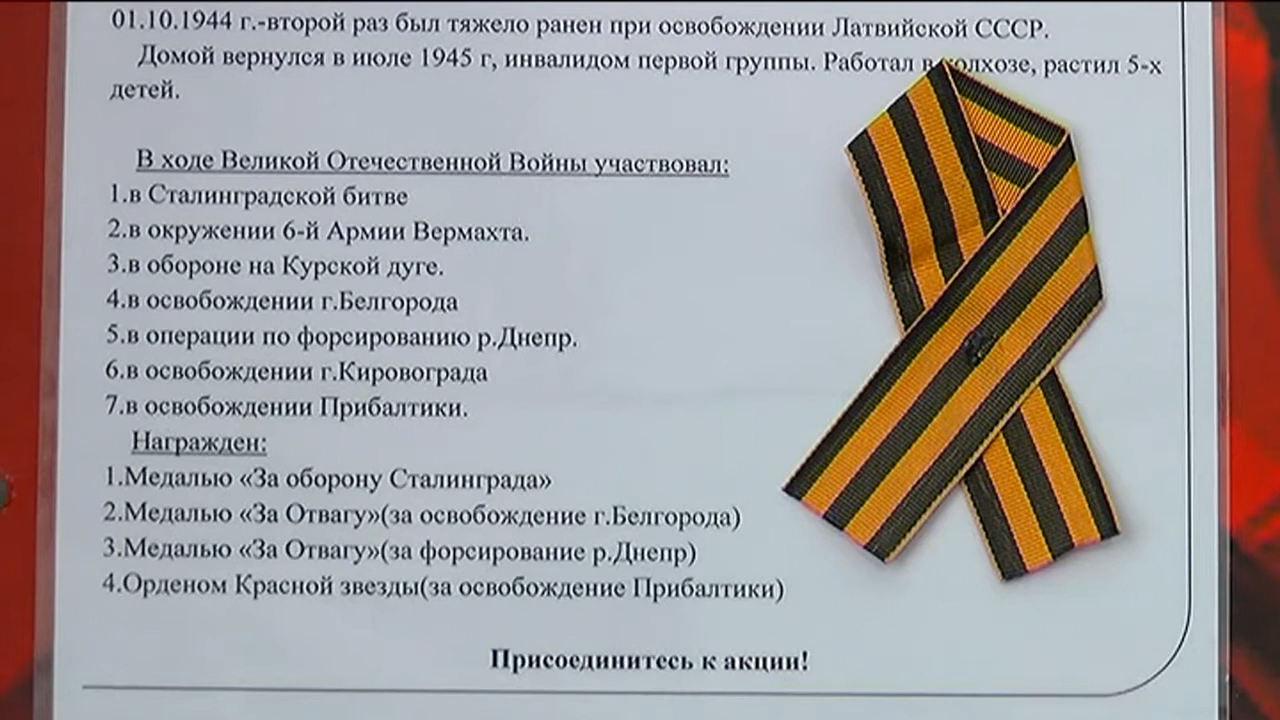 01.10.1944 г.-второй раз был тяжело ранен при освобождении Латвийской СССР.
Домой вернулся в июле 1945 г, инвалидом первой группы. Работал в колхозе, растил 5-х
детей.
В ходе Великой Отечественной Войны участвовал:
1.в Сталинградской битве
2.в окружении 6-й Армии Вермахта.
3.в обороне на Курской дуге.
4.в освобождении г.Белгорода
5.в операции по форсированию р.Днепр.
6.в освобождении г.Кировограда
7.в освобождении Прибалтики.
Награжден:
1.Медалью «За оборону Сталинграда»
2.Медалью «За Отвагу»(за освобождение г.Белгорода)
3.Медалью «За Отвагу»(за форсирование р.Днепр)
4.Орденом Красной звезды(за освобождение Прибалтики)
Присоединитесь к акции!